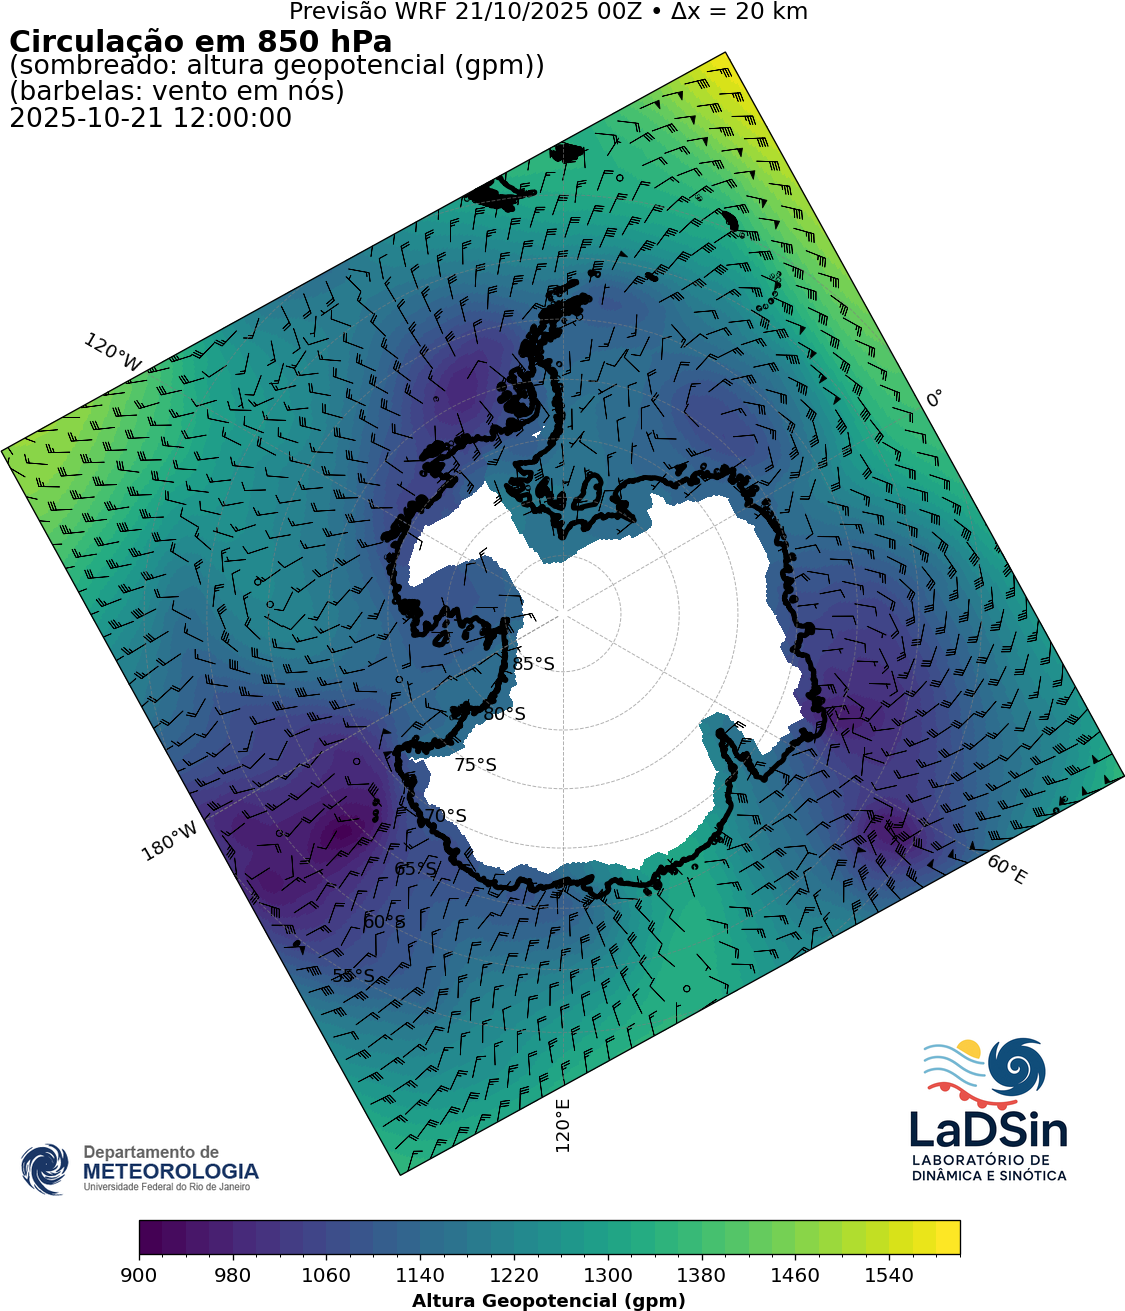 Previsão WRF 21/10/2025 00Z • Δx = 20 km
Circulação em 850 hPa
(sombreado: altura geopotencial (gpm))
(barbelas: vento em nós)
2025-10-21 12:00:00
120°W
0°
85°S
80°S
75°S
70°S
65°S
60°S
55°S
180°W
60°E
120°E
Departamento de
METEOROLOGIA
Universidade Federal do Rio de Janeiro
LaDSin
LABORATÓRIO DE
DINÂMICA E SINÓTICA
900 980 1060 1140 1220 1300 1380 1460 1540
Altura Geopotencial (gpm)